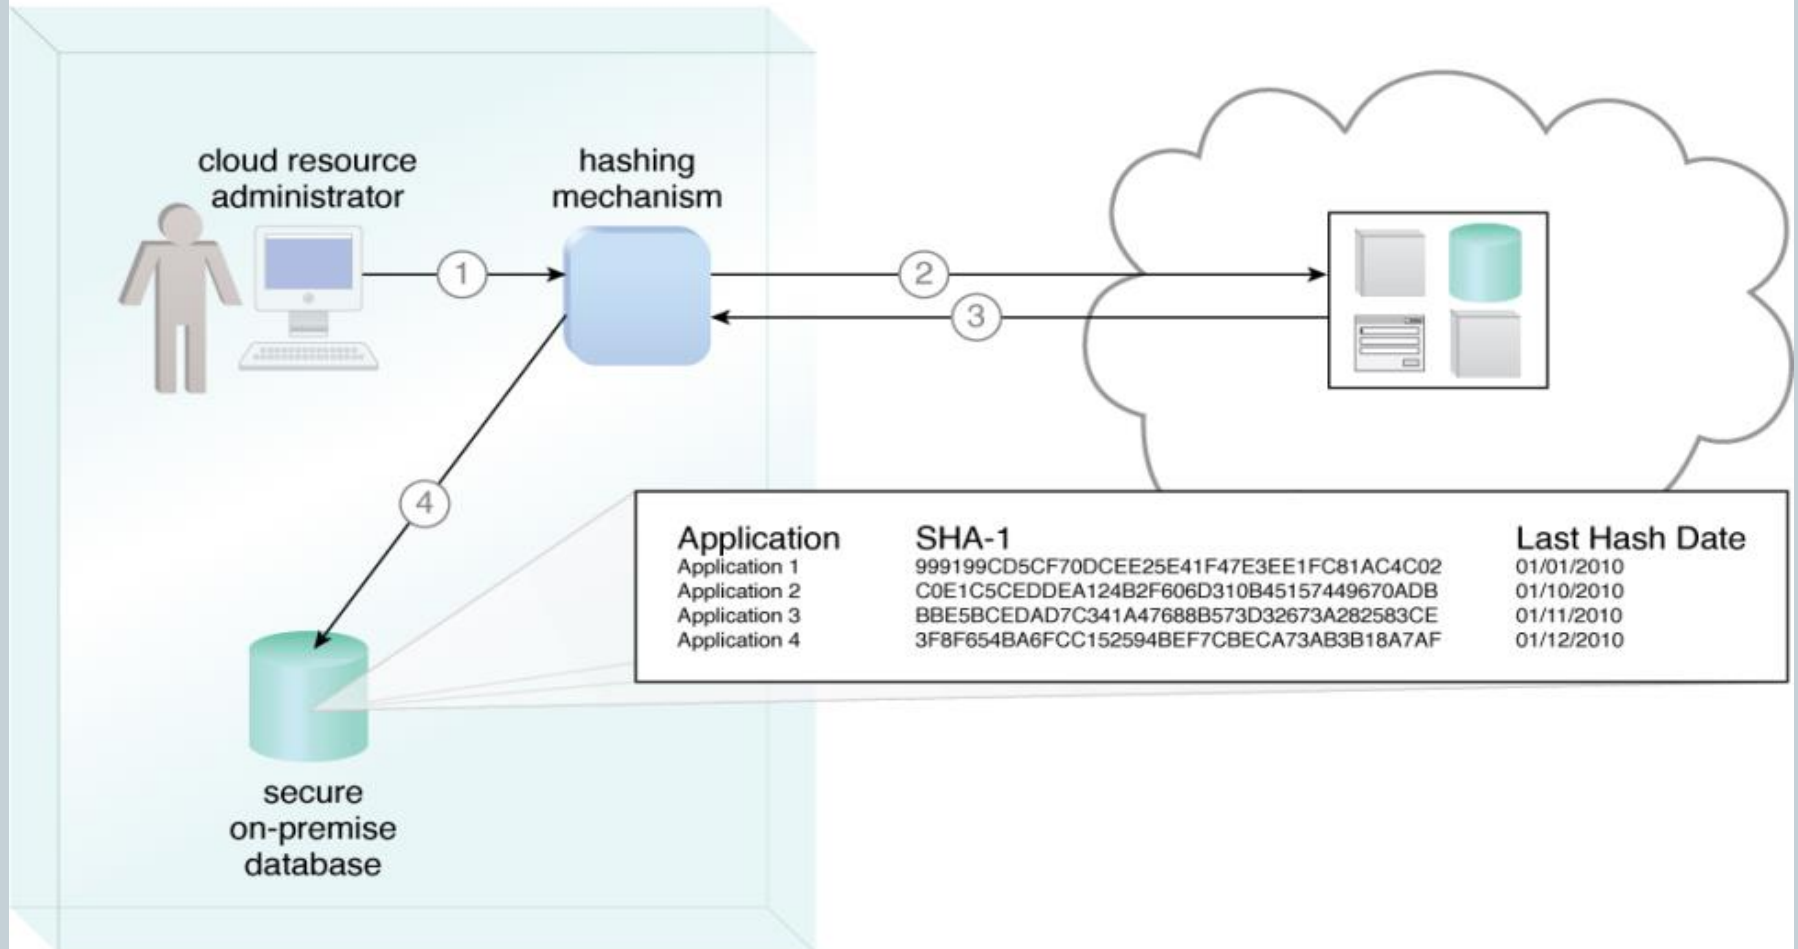 cloud resource
administrator
hashing
mechanism
1
2
3
4
Application SHA-1 Last Hash Date
Application 1 999199CD5CF70DCEE25E41F47E3EE1FC81AC4C02 01/01/2010
Application 2 C0E1C5CEDDEA124B2F606D310B45157449670ADB 01/10/2010
Application 3 BBE5BCEDAD7C341A47688B573D32673A282583CE 01/11/2010
Application 4 3F8F654BA6FCC152594BEF7CBECA73AB3B18A7AF 01/12/2010
secure
on-premise
database